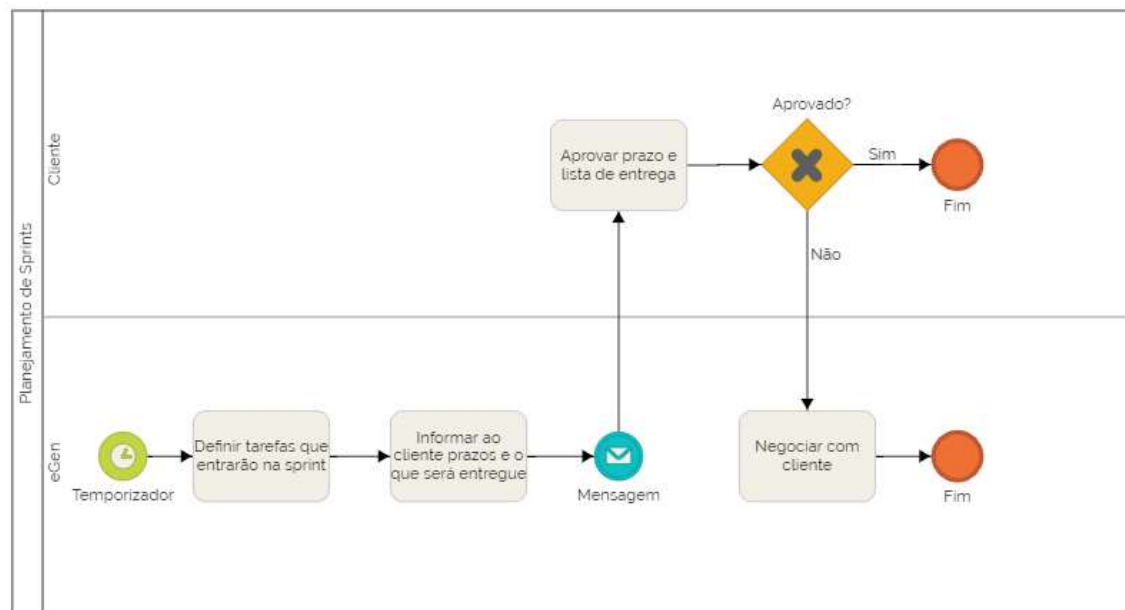 Planejamento de Sprints
Cliente
Aprovado?
Aprovar prazo e
lista de entrega
Sim
Fim
Não
eGen
Temporizador
Definir tarefas que
entrarão na sprint
Informar ao
cliente prazos e o
que será entregue
Mensagem
Negociar com
cliente
Fim